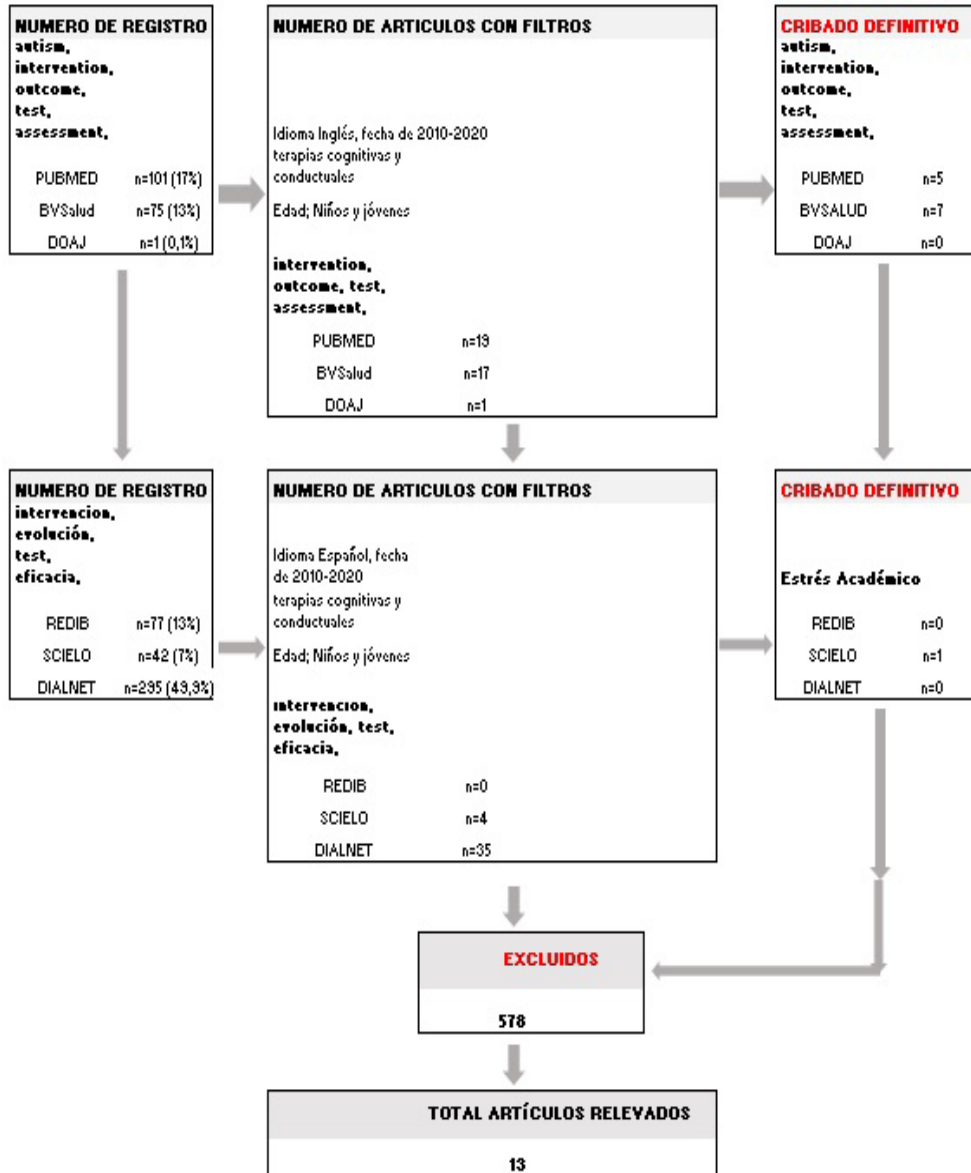 NUMERO DE REGISTRO
autism,
intervention,
outcome,
test,
assessment,
PUBMED n=101 (17%)
BVSalud n=75 (13%)
DOAJ n=1 (0,1%)
NUMERO DE ARTICULOS CON FILTROS
Idioma Inglés, fecha de 2010-2020
terapias cognitivas y
conductuales
Edad; Niños y jóvenes
intervention,
outcome, test,
assessment,
PUBMED n=19
BVSalud n=17
DOAJ n=1
CRIBADO DEFINITIVO
autism,
intervention,
outcome,
test,
assessment,
PUBMED n=5
BVSALUD n=7
DOAJ n=0
NUMERO DE REGISTRO
intervencion,
evolución,
test,
eficacia,
REDIB n=77 (13%)
SCIELO n=42 (7%)
DIALNET n=295 (49,9%)
NUMERO DE ARTICULOS CON FILTROS
Idioma Español, fecha
de 2010-2020
terapias cognitivas y
conductuales
Edad; Niños y jóvenes
intervencion,
evolución, test,
eficacia,
REDIB n=0
SCIELO n=4
DIALNET n=35
CRIBADO DEFINITIVO
Estrés Académico
REDIB n=0
SCIELO n=1
DIALNET n=0
EXCLUIDOS
578
TOTAL ARTÍCULOS RELEVADOS
13